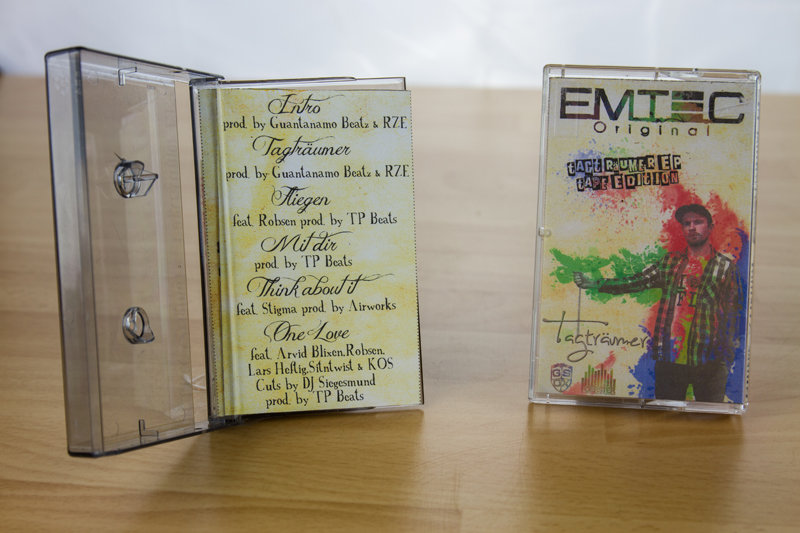 Intro
prod. by Guantanamo Beatz & RZF
Tagträumer
prod. by Guantanamo Beatz & RZF
Fliegen
feat. Robsen prod. by TP Beats
Mit dir
prod. by TP Beats
Think about it
feat. Stigma prod. by Airworks
One Love
feat. Arvid Blixen,Robsen,
Lars Heftig,Sitntwist & KOS
Cuts by DJ Siegesmund
prod. by TP Beats
EMTEC
Original
tAGtRäUMER EP
tAPE EDItION
Tagträumer